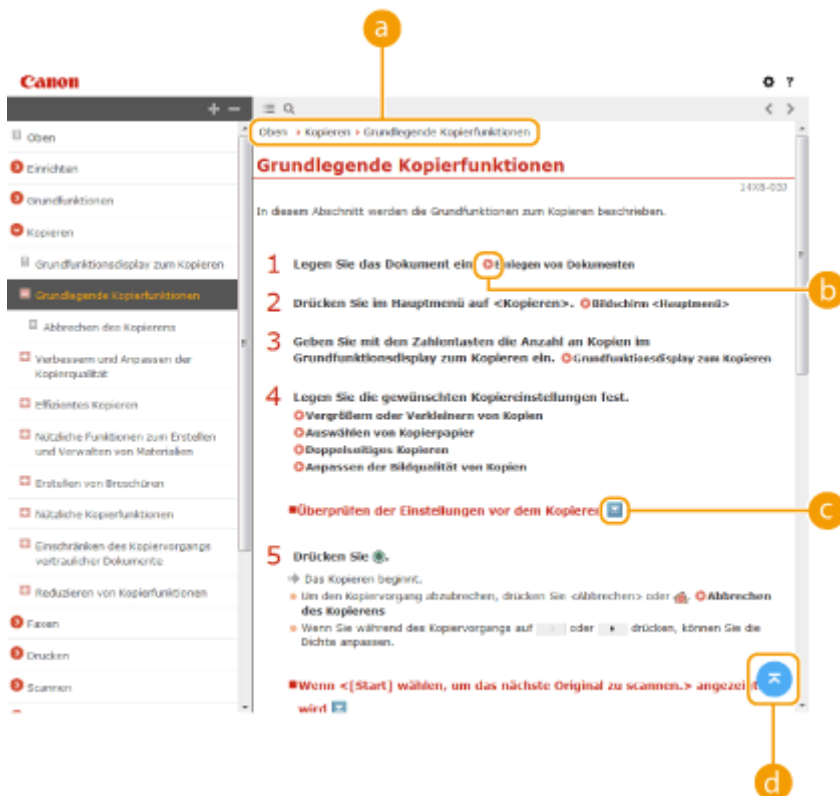 a
Canon
?
Oben
Einrichten
Grundfunktionen
Kopieren
Grundfunktionsdisplay zum Kopieren
Grundlegende Kopierfunktionen
Abbrechen des Kopierens
Verbessern und Anpassen der
Kopierqualität
Effizientes Kopieren
Nützliche Funktionen zum Erstellen
und Verwalten von Materialien
Erstellen von Broschüren
Nützliche Kopierfunktionen
Einschränken des Kopiervorgangs
vertraulicher Dokumente
Reduzieren von Kopierfunktionen
Faxen
Drucken
Scannen
Oben › Kopieren › Grundlegende Kopierfunktionen
Grundlegende Kopierfunktionen
In diesem Abschnitt werden die Grundfunktionen zum Kopieren beschrieben.
1 Legen Sie das Dokument ein. Einlegen von Dokumenten
b
2 Drücken Sie im Hauptmenü auf <Kopieren>. Bildschirm <Hauptmenü>
3 Geben Sie mit den Zahlentasten die Anzahl an Kopien im
Grundfunktionsdisplay zum Kopieren ein. Grundfunktionsdisplay zum Kopieren
4 Legen Sie die gewünschten Kopiereinstellungen fest.
Vergrößern oder Verkleinern von Kopien
Auswählen von Kopierpapier
Doppelseitiges Kopieren
Anpassen der Bildqualität von Kopien
Überprüfen der Einstellungen vor dem Kopieren
c
5 Drücken Sie .
Das Kopieren beginnt.
Um den Kopiervorgang abzubrechen, drücken Sie <Abbrechen> oder . Abbrechen
des Kopierens
Wenn Sie während des Kopiervorgangs auf oder drücken, können Sie die
Dichte anpassen.
Wenn <[Start] wählen, um das nächste Original zu scannen.> angezeigt
wird
d